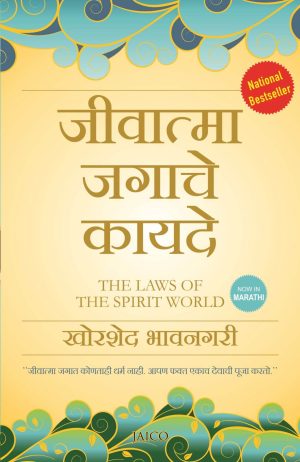 National
Bestseller
जीवात्मा
जगाचे
कायदे
THE LAWS OF
THE SPIRIT WORLD
NOW IN
MARATHI
खोरशेद भावनगरी
"जीवात्मा जगात कोणताही धर्म नाही. आपण फक्त एकाच देवाची पूजा करतो."
JAICO